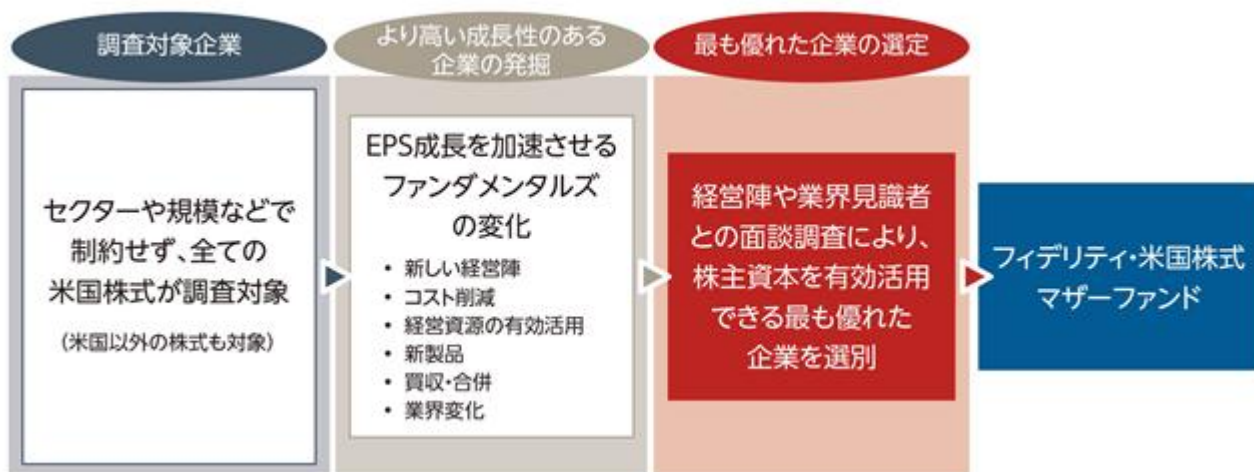 調査対象企業
セクターや規模などで
制約せず、全ての
米国株式が調査対象
(米国以外の株式も対象)
より高い成長性のある
企業の発掘
EPS成長を加速させる
ファンダメンタルズ
の変化
• 新しい経営陣
• コスト削減
• 経営資源の有効活用
• 新製品
• 買収・合併
• 業界変化
最も優れた企業の選定
経営陣や業界見識者
との面談調査により、
株主資本を有効活用
できる最も優れた
企業を選別
フィデリティ・米国株式
マザーファンド